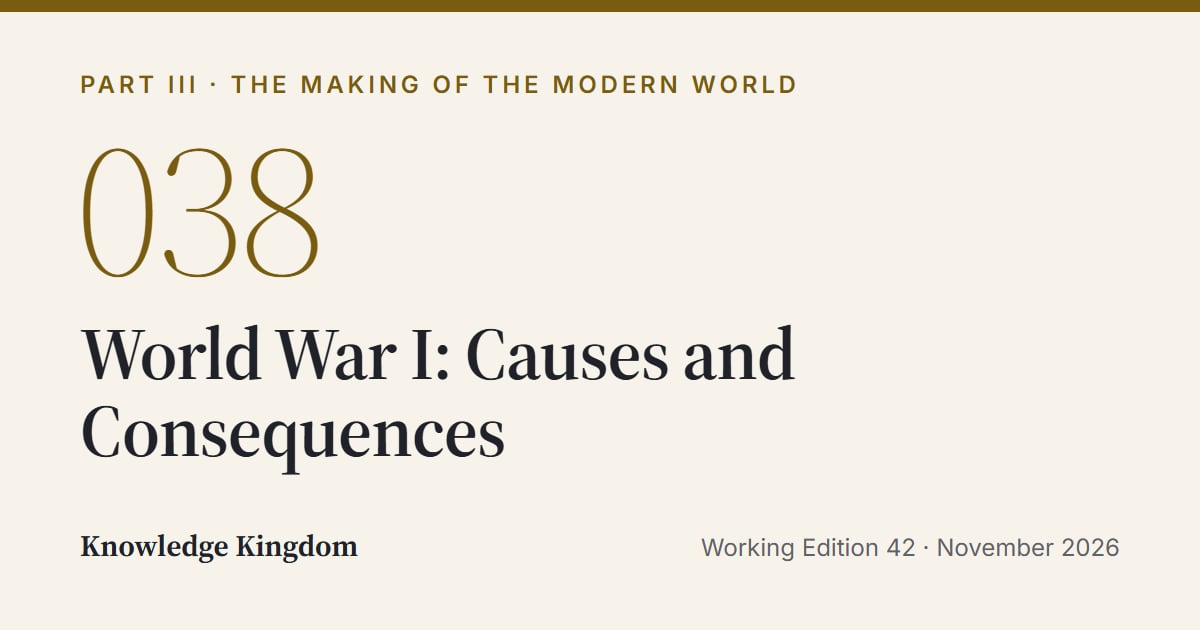 PART III · THE MAKING OF THE MODERN WORLD
038
World War I: Causes and
Consequences
Knowledge Kingdom
Working Edition 42 · November 2026